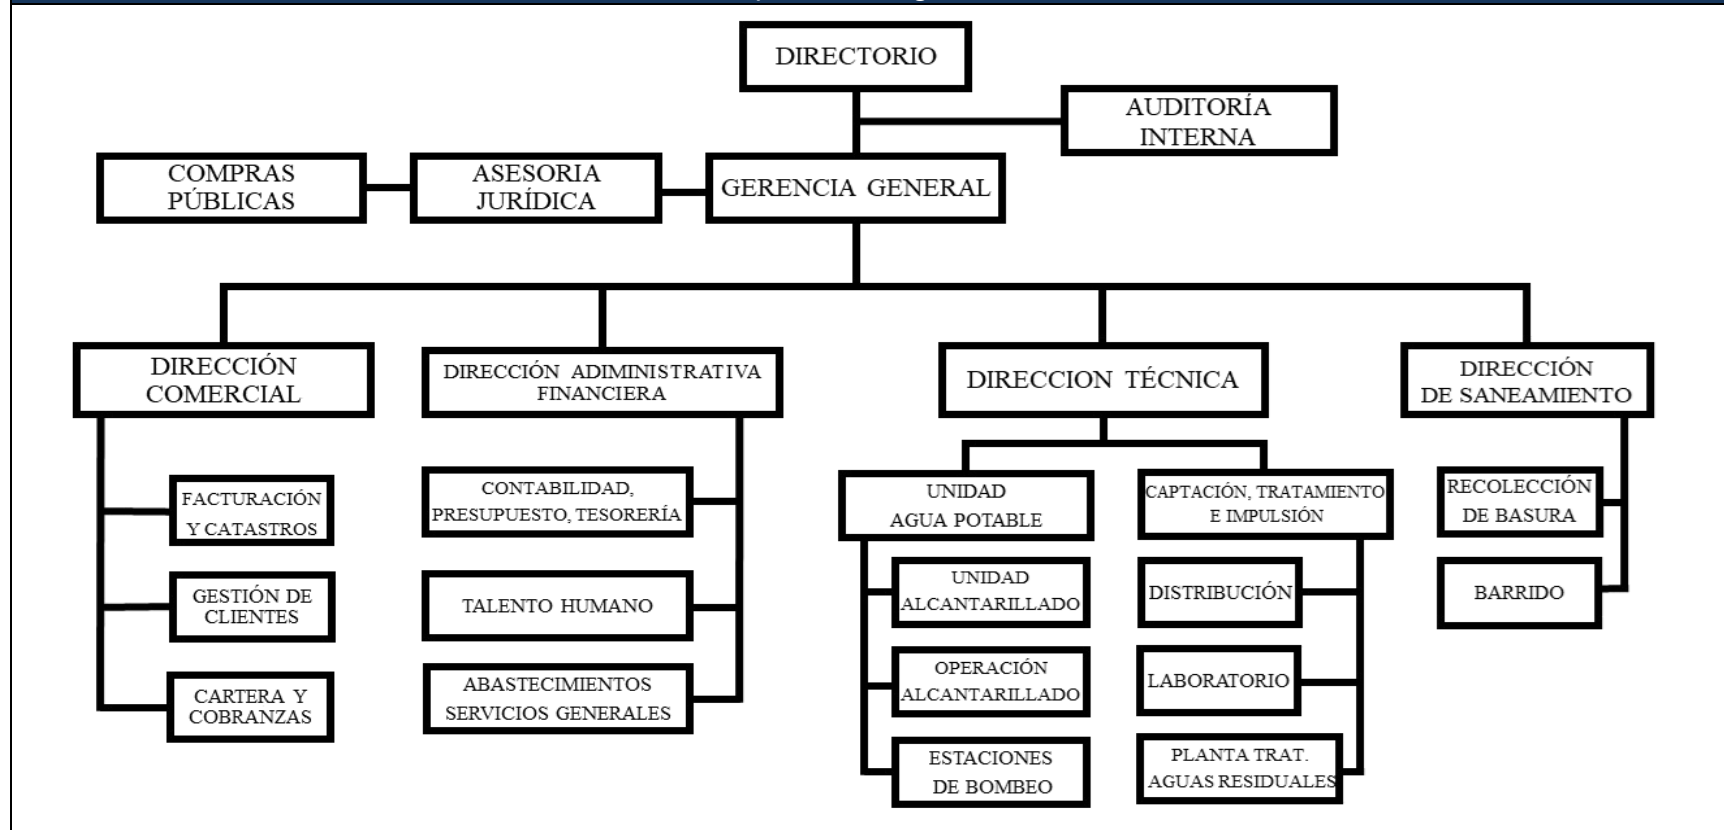 DIRECTORIO
AUDITORÍA
INTERNA
COMPRAS
PÚBLICAS
ASESORIA
JURÍDICA
GERENCIA GENERAL
DIRECCIÓN
COMERCIAL
DIRECCIÓN ADIMINISTRATIVA
FINANCIERA
DIRECCION TÉCNICA
DIRECCIÓN
DE SANEAMIENTO
FACTURACIÓN
Y CATASTROS
GESTIÓN DE
CLIENTES
CARTERA Y
COBRANZAS
CONTABILIDAD,
PRESUPUESTO, TESORERÍA
TALENTO HUMANO
ABASTECIMIENTOS
SERVICIOS GENERALES
UNIDAD
AGUA POTABLE
UNIDAD
ALCANTARILLADO
OPERACIÓN
ALCANTARILLADO
ESTACIONES
DE BOMBEO
CAPTACIÓN, TRATAMIENTO
E IMPULSIÓN
DISTRIBUCIÓN
LABORATORIO
PLANTA TRAT.
AGUAS RESIDUALES
RECOLECCIÓN
DE BASURA
BARRIDO